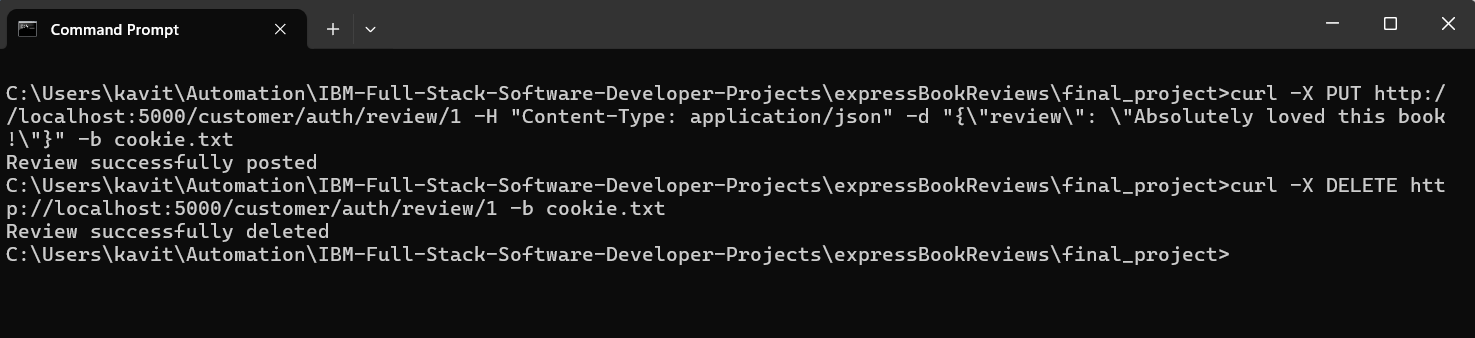 Command Prompt
C:\Users\kavit\Automation\IBM-Full-Stack-Software-Developer-Projects\expressBookReviews\final_project>curl -X PUT http:/
/localhost:5000/customer/auth/review/1 -H "Content-Type: application/json" -d "{\"review\": \"Absolutely loved this book
!\"}" -b cookie.txt
Review successfully posted
C:\Users\kavit\Automation\IBM-Full-Stack-Software-Developer-Projects\expressBookReviews\final_project>curl -X DELETE htt
p://localhost:5000/customer/auth/review/1 -b cookie.txt
Review successfully deleted
C:\Users\kavit\Automation\IBM-Full-Stack-Software-Developer-Projects\expressBookReviews\final_project>